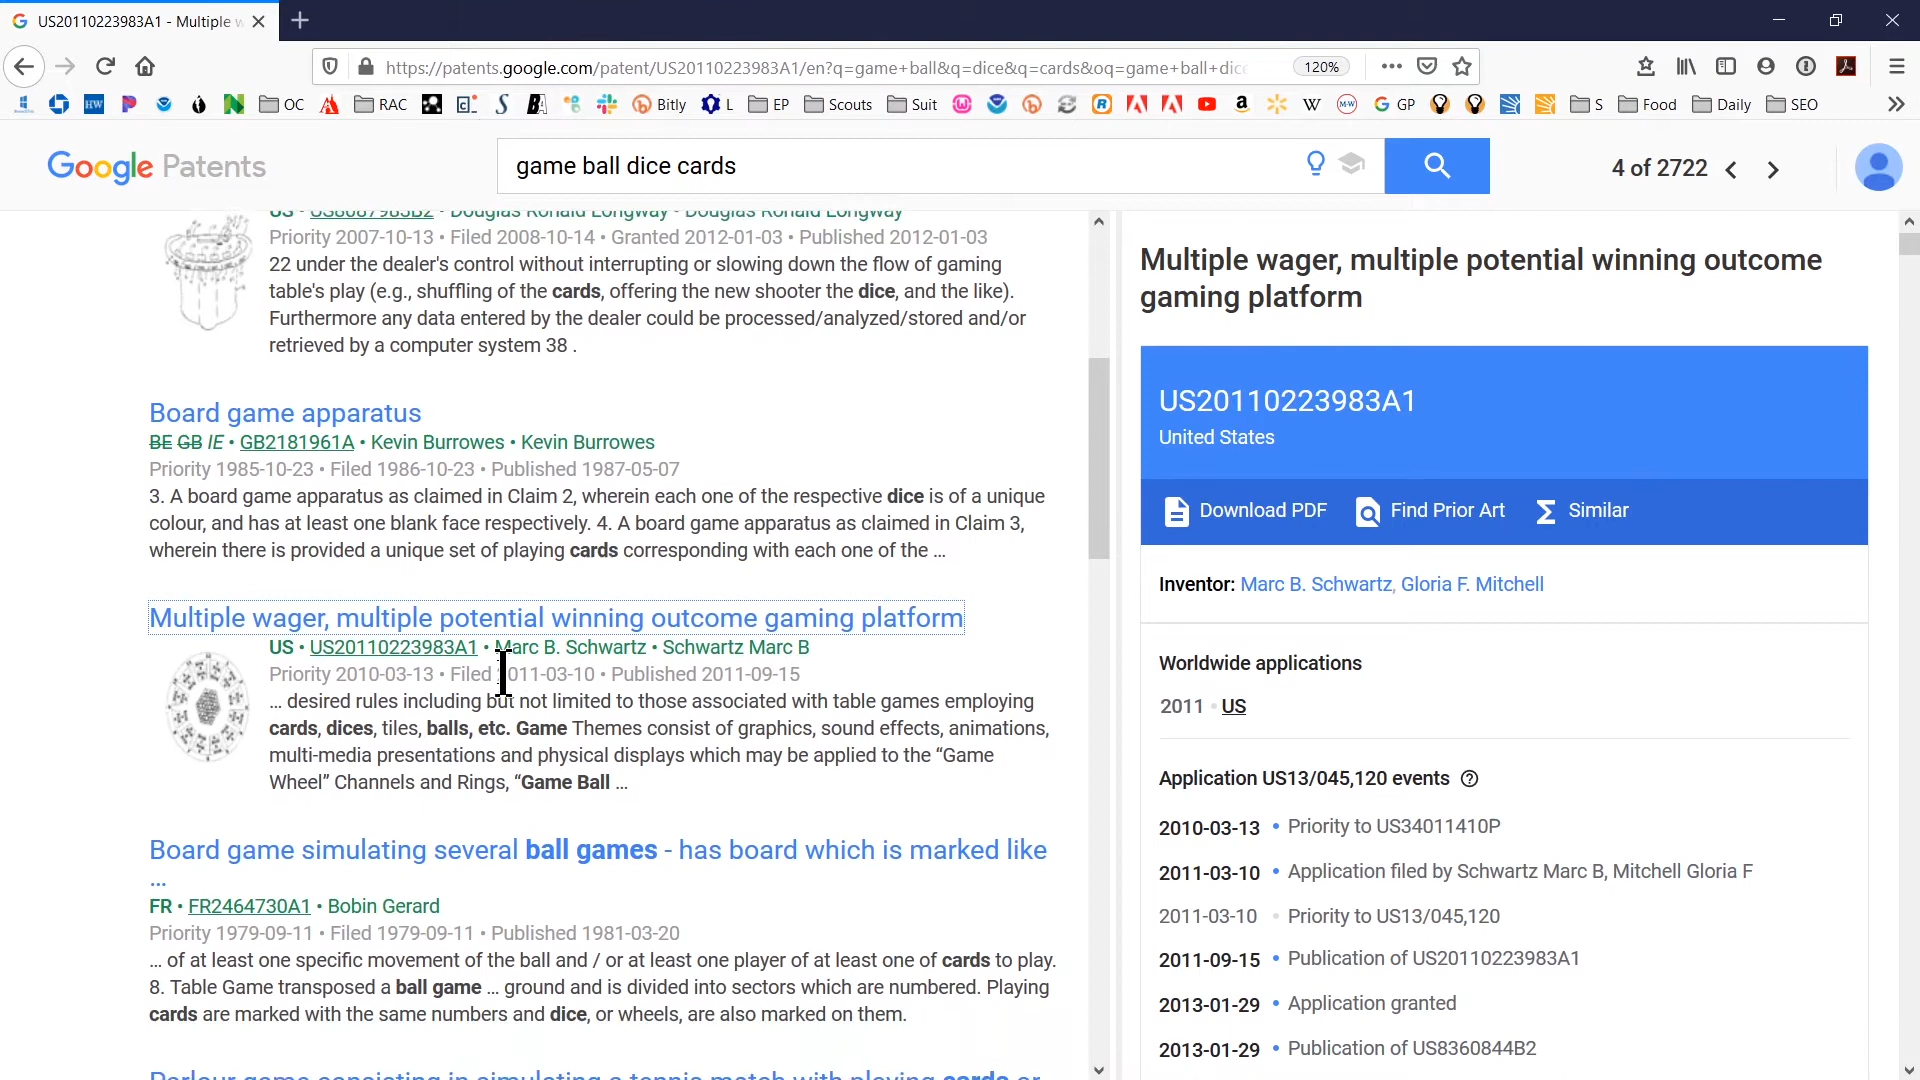 US20110223983A1 - Multiple w
https://patents.google.com/patent/US20110223983A1/en?q=game+ball&q=dice&q=cards&oq=game+ball+dice
120%
HW OC RAC Bitly L EP Scouts Suit GP S Food Daily SEO
Google Patents
game ball dice cards
4 of 2722
US • US8087983B2 • Douglas Ronald Longway • Douglas Ronald Longway
Priority 2007-10-13 • Filed 2008-10-14 • Granted 2012-01-03 • Published 2012-01-03
22 under the dealer's control without interrupting or slowing down the flow of gaming
table's play (e.g., shuffling of the cards, offering the new shooter the dice, and the like).
Furthermore any data entered by the dealer could be processed/analyzed/stored and/or
retrieved by a computer system 38 .
Board game apparatus
BE GB IE • GB2181961A • Kevin Burrowes • Kevin Burrowes
Priority 1985-10-23 • Filed 1986-10-23 • Published 1987-05-07
3. A board game apparatus as claimed in Claim 2, wherein each one of the respective dice is of a unique
colour, and has at least one blank face respectively. 4. A board game apparatus as claimed in Claim 3,
wherein there is provided a unique set of playing cards corresponding with each one of the …
Multiple wager, multiple potential winning outcome gaming platform
US • US20110223983A1 • Marc B. Schwartz • Schwartz Marc B
Priority 2010-03-13 • Filed 2011-03-10 • Published 2011-09-15
… desired rules including but not limited to those associated with table games employing
cards, dices, tiles, balls, etc. Game Themes consist of graphics, sound effects, animations,
multi-media presentations and physical displays which may be applied to the “Game
Wheel” Channels and Rings, “Game Ball …
Board game simulating several ball games - has board which is marked like
…
FR • FR2464730A1 • Bobin Gerard
Priority 1979-09-11 • Filed 1979-09-11 • Published 1981-03-20
… of at least one specific movement of the ball and / or at least one player of at least one of cards to play.
8. Table Game transposed a ball game … ground and is divided into sectors which are numbered. Playing
cards are marked with the same numbers and dice, or wheels, are also marked on them.
Parlour game consisting in simulating a tennis match with playing cards or
Multiple wager, multiple potential winning outcome
gaming platform
US20110223983A1
United States
Download PDF Find Prior Art Similar
Inventor: Marc B. Schwartz, Gloria F. Mitchell
Worldwide applications
2011 • US
Application US13/045,120 events
2010-03-13 • Priority to US34011410P
2011-03-10 • Application filed by Schwartz Marc B, Mitchell Gloria F
2011-03-10 • Priority to US13/045,120
2011-09-15 • Publication of US20110223983A1
2013-01-29 • Application granted
2013-01-29 • Publication of US8360844B2